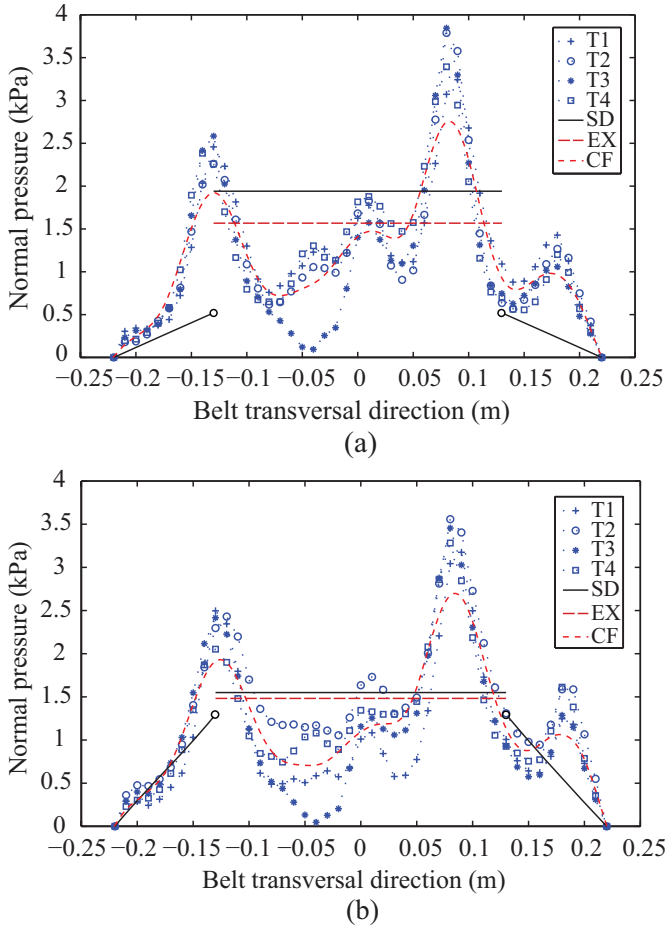 4
3.5
3
2.5
2
1.5
1
0.5
0
Normal pressure (kPa)
T1
T2
T3
T4
SD
EX
CF
−0.25 −0.2 −0.15 −0.1 −0.05 0 0.05 0.1 0.15 0.2 0.25
Belt transversal direction (m)
(a)
4
3.5
3
2.5
2
1.5
1
0.5
0
Normal pressure (kPa)
T1
T2
T3
T4
SD
EX
CF
−0.25 −0.2 −0.15 −0.1 −0.05 0 0.05 0.1 0.15 0.2 0.25
Belt transversal direction (m)
(b)